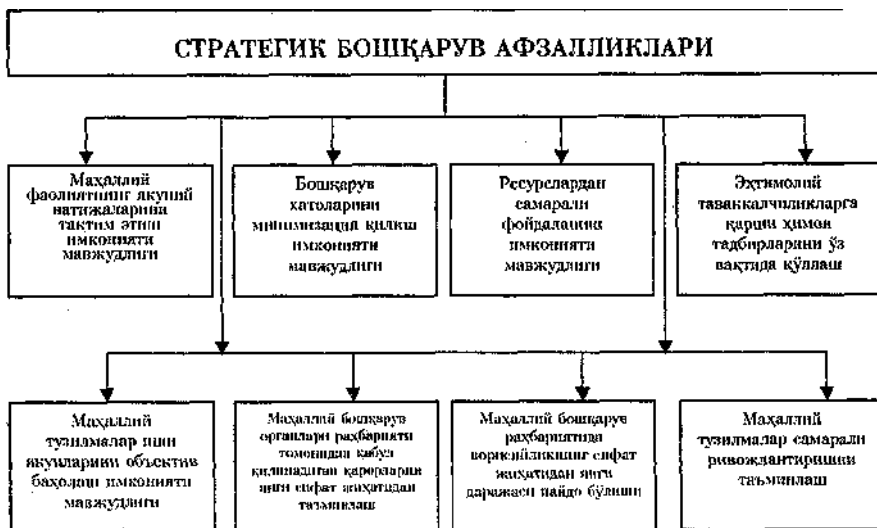 СТРАТЕГИК БОШҚАРУВ АФЗАЛЛИКЛАРИ
Маҳаллий
фаолиятнинг якуний
натижаларини
тақдим этиш
имконияти
мавжудлиги
Бошқарув
хатоларини
минимизация қилиш
имконияти
мавжудлиги
Ресурслардан
самарали
фойдаланиш
имконияти
мавжудлиги
Эҳтимолий
таваккалчиликларга
қарши ҳимоя
тадбирларини ўз
вақтида қўллаш
Маҳаллий
тузилмалар иши
якунларини объектив
баҳолаш имконияти
мавжудлиги
Маҳаллий бошқарув
органлари раҳбарияти
томонидан қабул
қилинадиган қарорларни
янги сифат жиҳатидан
таъминлаш
Маҳаллий бошқарув
раҳбариятида
ворисийликнинг сифат
жиҳатидан янги
даражаси пайдо бўлиши
Маҳаллий
тузилмалар самарали
ривожлантиришни
таъминлаш